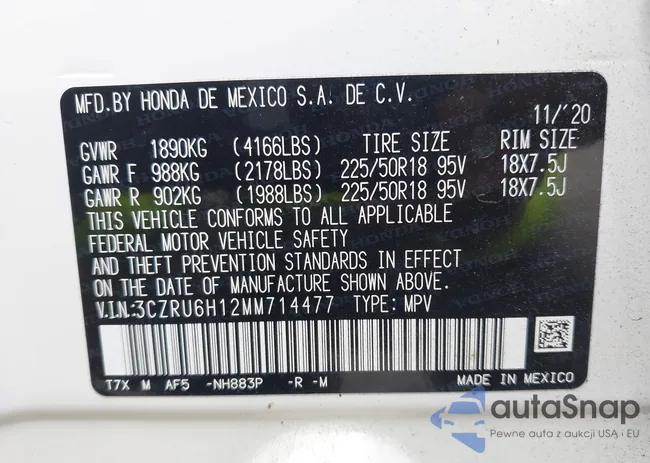 MFD.BY HONDA DE MEXICO S.A. DE C.V.
11/'20
GVWR 1890KG (4166LBS) TIRE SIZE RIM SIZE
GAWR F 988KG (2178LBS) 225/50R18 95V 18X7.5J
GAWR R 902KG (1988LBS) 225/50R18 95V 18X7.5J
THIS VEHICLE CONFORMS TO ALL APPLICABLE
FEDERAL MOTOR VEHICLE SAFETY
AND THEFT PREVENTION STANDARDS IN EFFECT
ON THE DATE OF MANUFACTURE SHOWN ABOVE.
V.I.N:3CZRU6H12MM714477 TYPE: MPV
T7X M AF5 -NH883P -R -M MADE IN MEXICO
autaSnap
Pewne auta z aukcji USA i EU